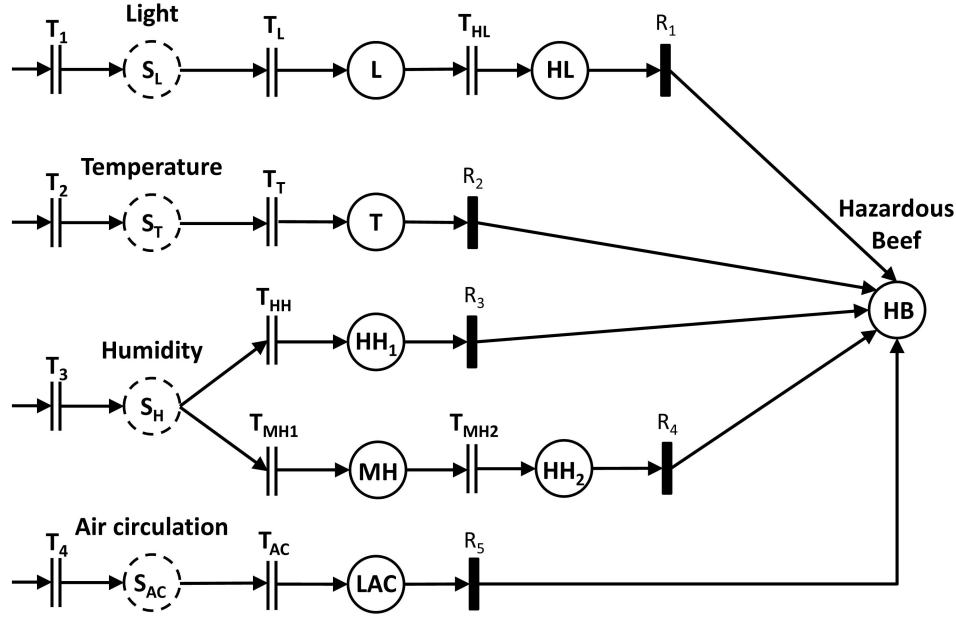 Light
T1 SL TL L THL HL R1
Temperature
T2 ST TT T R2
Hazardous
Beef
HB
Humidity
T3 SH THH HH1 R3
TMH1 MH TMH2 HH2 R4
Air circulation
T4 SAC TAC LAC R5